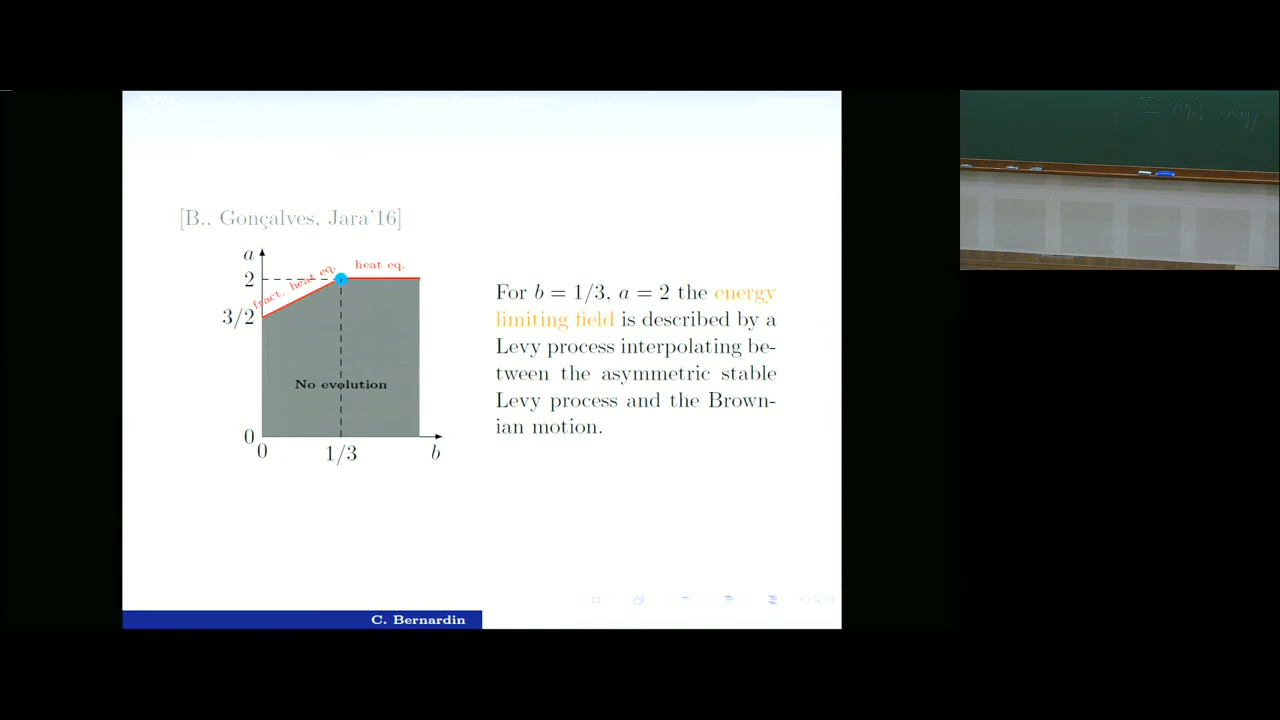 [B., Gonçalves, Jara'16]
a
2
3/2
0
0
1/3
b
fract. heat eq.
heat eq.
No evolution
For b = 1/3, a = 2 the energy
limiting field is described by a
Levy process interpolating be-
tween the asymmetric stable
Levy process and the Brown-
ian motion.
C. Bernardin
energy